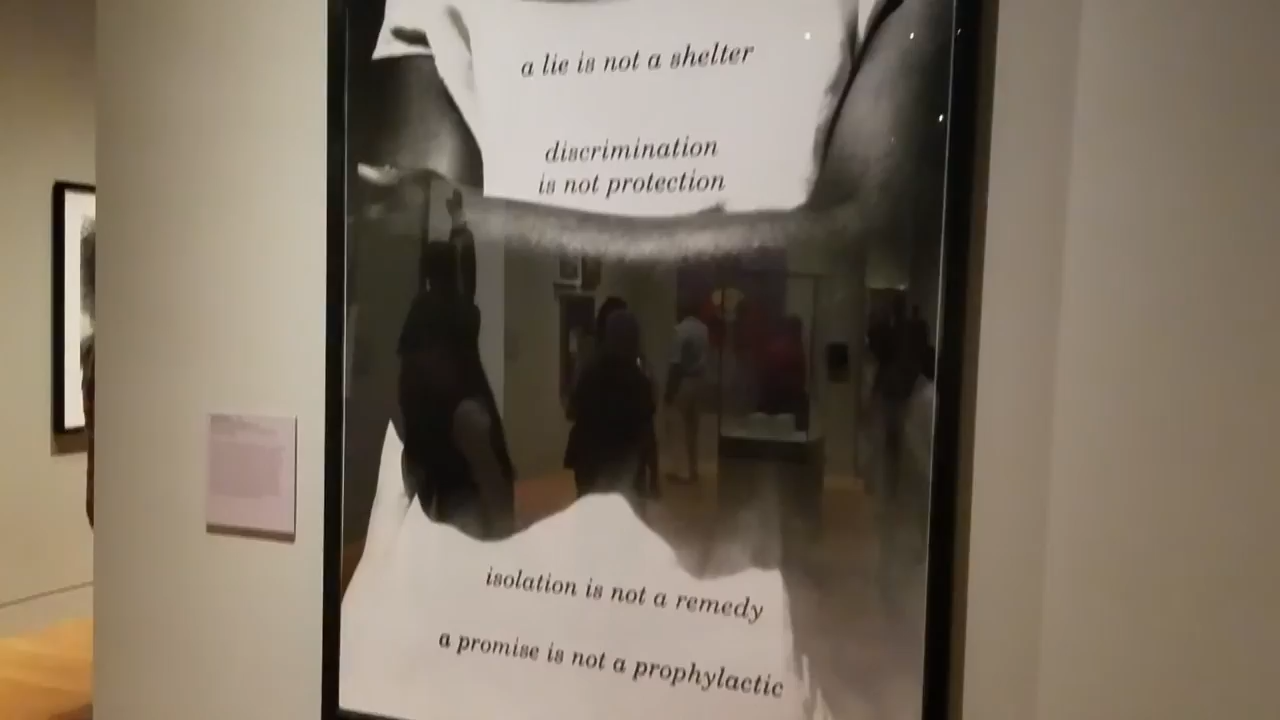 a lie is not a shelter
discrimination
is not protection
isolation is not a remedy
a promise is not a prophylactic